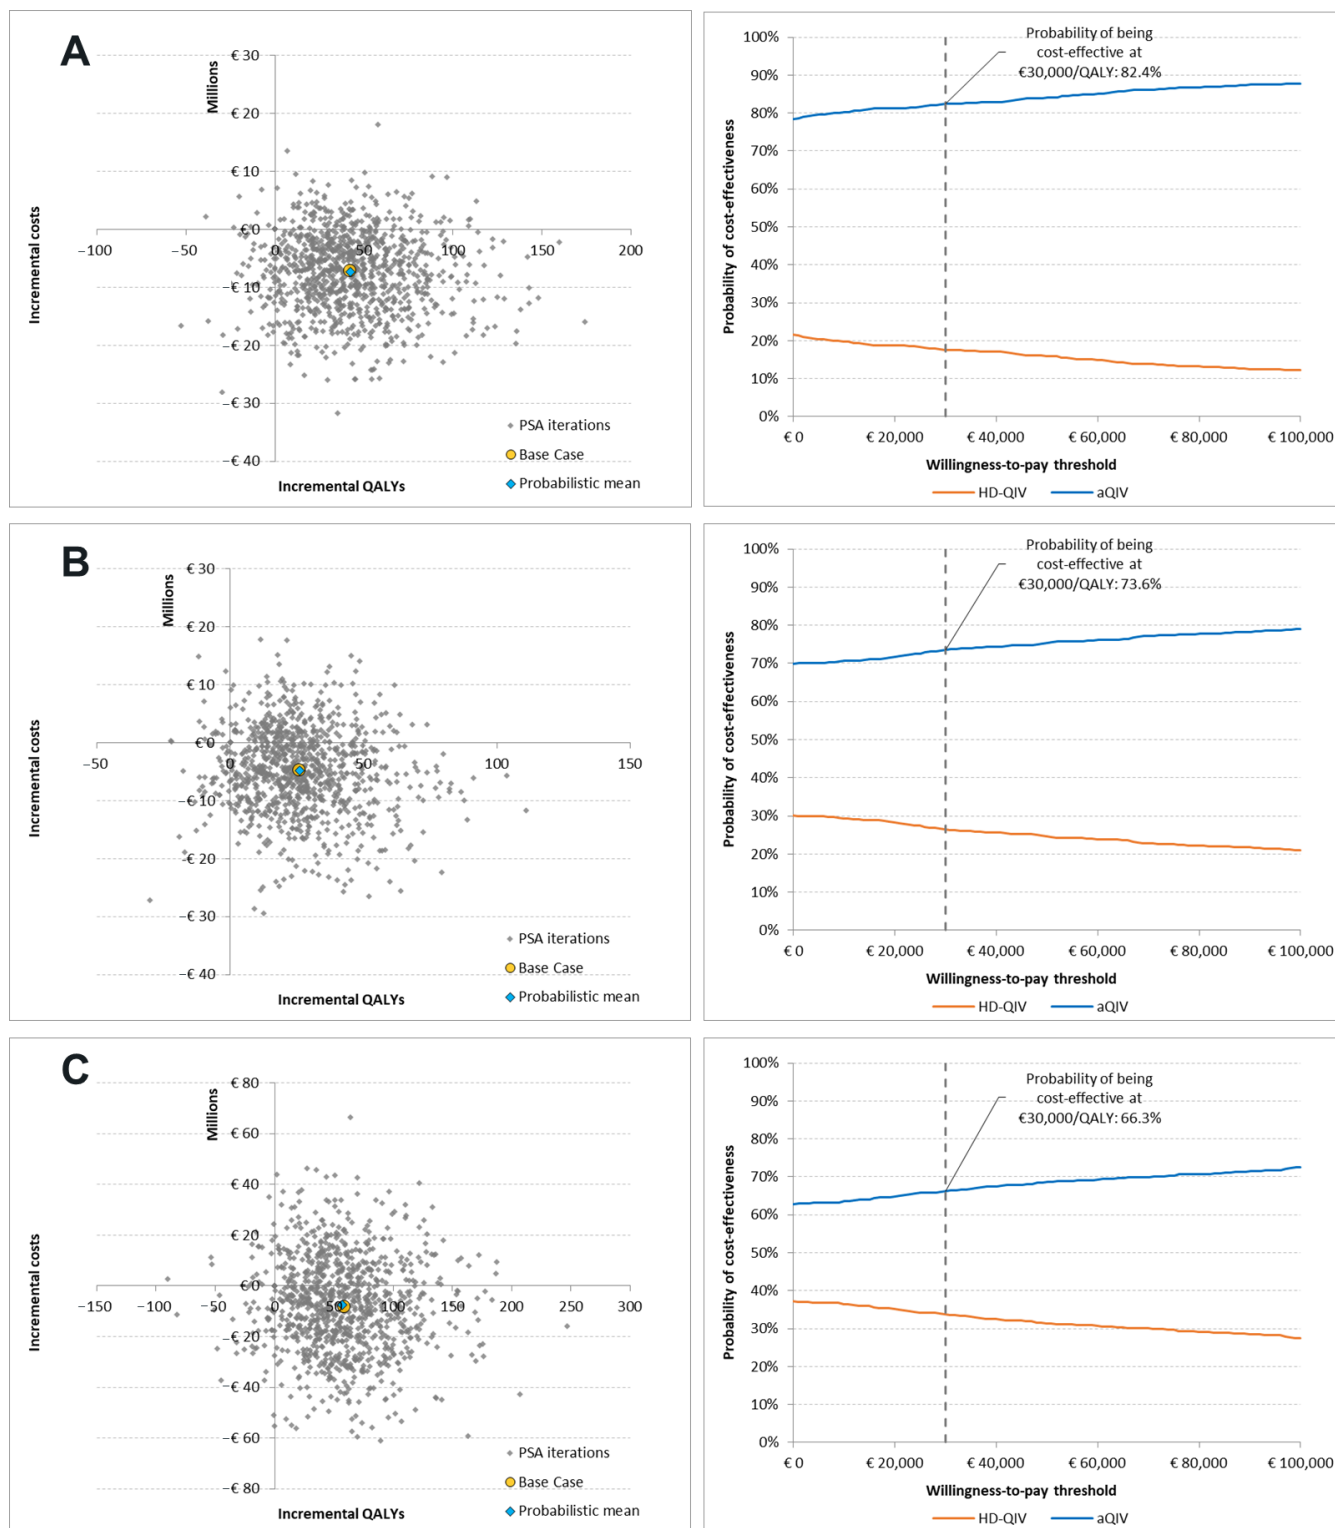 A
Millions
€ 30
€ 20
€ 10
€ 0
−€ 10
−€ 20
−€ 30
−€ 40
−100
−50
0
50
100
150
200
Incremental costs
Incremental QALYs
PSA iterations
Base Case
Probabilistic mean
100%
90%
80%
70%
60%
50%
40%
30%
20%
10%
0%
Probability of cost-effectiveness
Probability of being
cost-effective at
€30,000/QALY: 82.4%
€ 0
€ 20,000
€ 40,000
€ 60,000
€ 80,000
€ 100,000
Willingness-to-pay threshold
HD-QIV
aQIV
B
Millions
€ 30
€ 20
€ 10
€ 0
−€ 10
−€ 20
−€ 30
−€ 40
−50
0
50
100
150
Incremental costs
Incremental QALYs
PSA iterations
Base Case
Probabilistic mean
100%
90%
80%
70%
60%
50%
40%
30%
20%
10%
0%
Probability of cost-effectiveness
Probability of being
cost-effective at
€30,000/QALY: 73.6%
€ 0
€ 20,000
€ 40,000
€ 60,000
€ 80,000
€ 100,000
Willingness-to-pay threshold
HD-QIV
aQIV
C
Millions
€ 80
€ 60
€ 40
€ 20
€ 0
−€ 20
−€ 40
−€ 60
−€ 80
−150
−100
−50
0
50
100
150
200
250
300
Incremental costs
Incremental QALYs
PSA iterations
Base Case
Probabilistic mean
100%
90%
80%
70%
60%
50%
40%
30%
20%
10%
0%
Probability of cost-effectiveness
Probability of being
cost-effective at
€30,000/QALY: 66.3%
€ 0
€ 20,000
€ 40,000
€ 60,000
€ 80,000
€ 100,000
Willingness-to-pay threshold
HD-QIV
aQIV